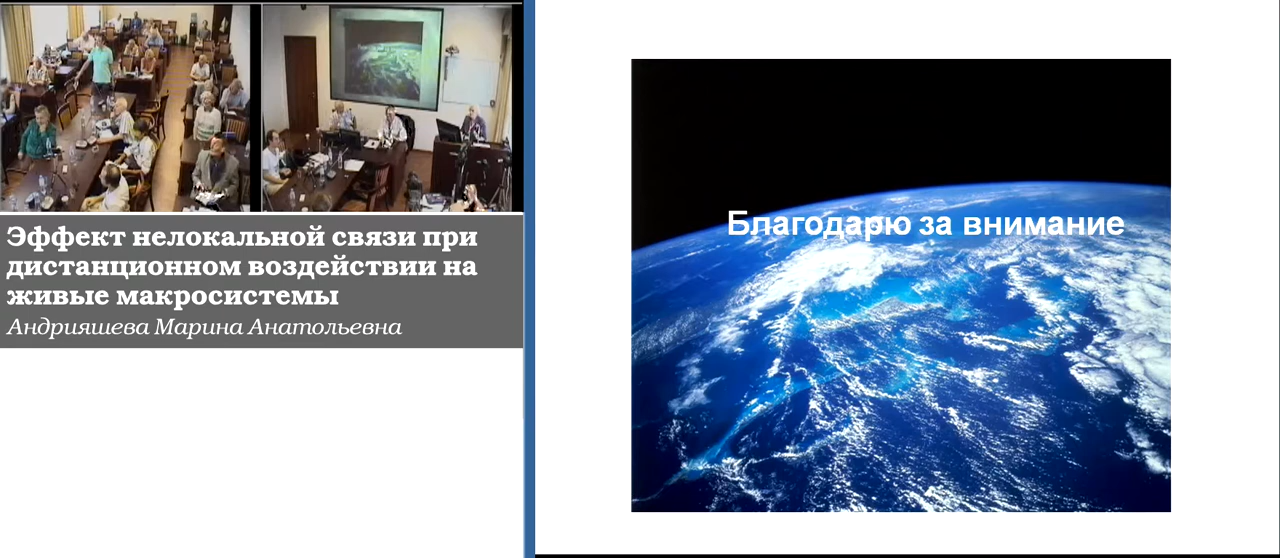 Эффект нелокальной связи при
дистанционном воздействии на
живые макросистемы
Андрияшева Марина Анатольевна
Благодарю за внимание